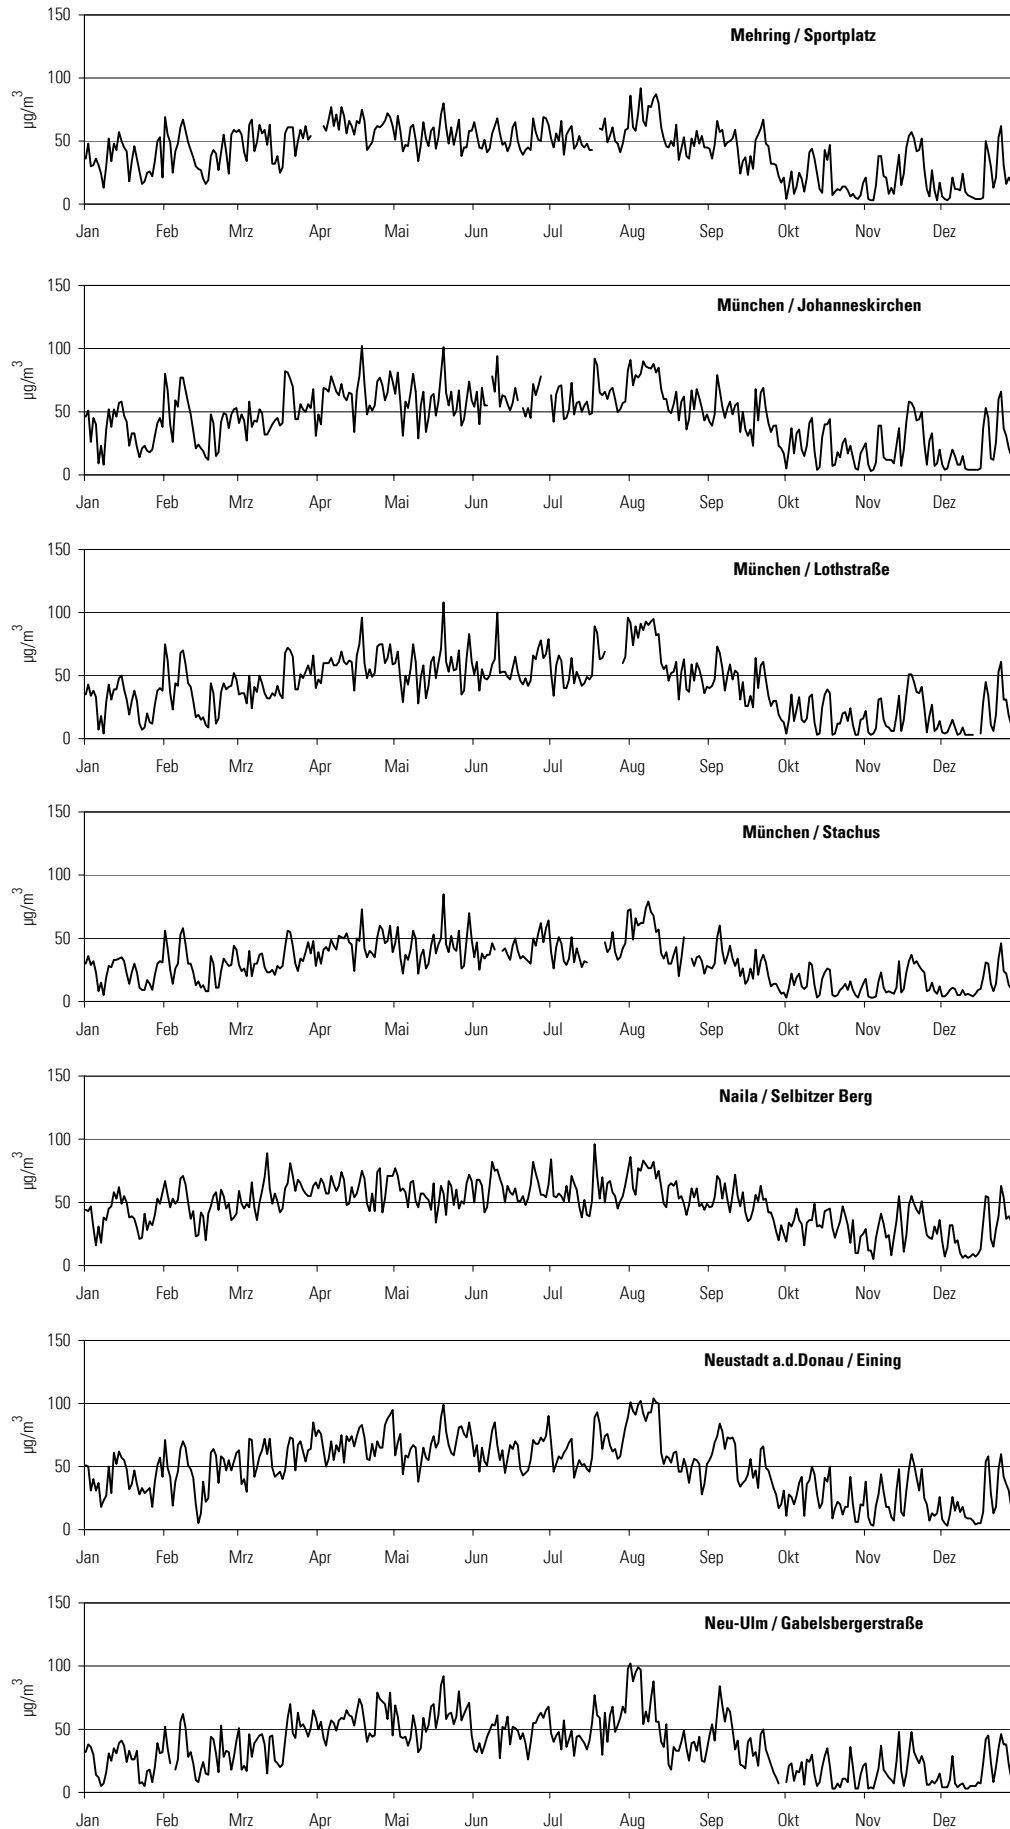 150
Mehring / Sportplatz
100
µg/m³
50
0
Jan Feb Mrz Apr Mai Jun Jul Aug Sep Okt Nov Dez
150
München / Johanneskirchen
100
µg/m³
50
0
Jan Feb Mrz Apr Mai Jun Jul Aug Sep Okt Nov Dez
150
München / Lothstraße
100
µg/m³
50
0
Jan Feb Mrz Apr Mai Jun Jul Aug Sep Okt Nov Dez
150
München / Stachus
100
µg/m³
50
0
Jan Feb Mrz Apr Mai Jun Jul Aug Sep Okt Nov Dez
150
Naila / Selbitzer Berg
100
µg/m³
50
0
Jan Feb Mrz Apr Mai Jun Jul Aug Sep Okt Nov Dez
150
Neustadt a.d.Donau / Eining
100
µg/m³
50
0
Jan Feb Mrz Apr Mai Jun Jul Aug Sep Okt Nov Dez
150
Neu-Ulm / Gabelsbergerstraße
100
µg/m³
50
0
Jan Feb Mrz Apr Mai Jun Jul Aug Sep Okt Nov Dez